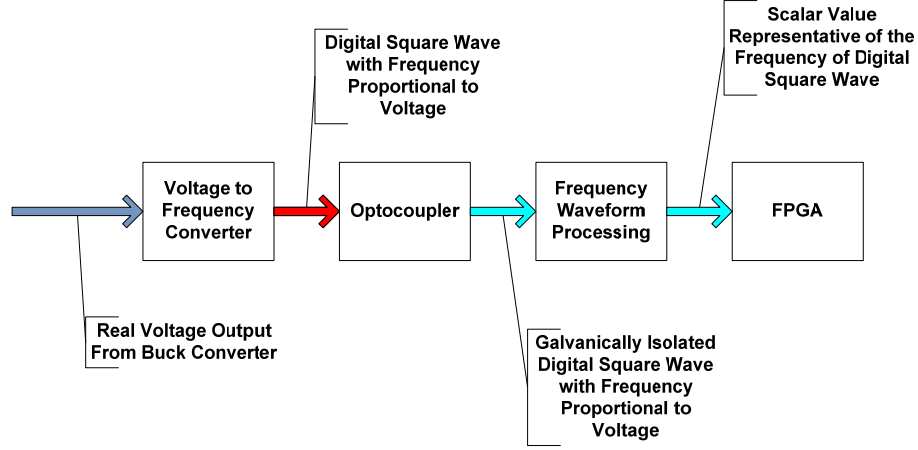 Digital Square Wave
with Frequency
Proportional to
Voltage
Scalar Value
Representative of the
Frequency of Digital
Square Wave
Voltage to
Frequency
Converter
Optocoupler
Frequency
Waveform
Processing
FPGA
Real Voltage Output
From Buck Converter
Galvanically Isolated
Digital Square Wave
with Frequency
Proportional to
Voltage